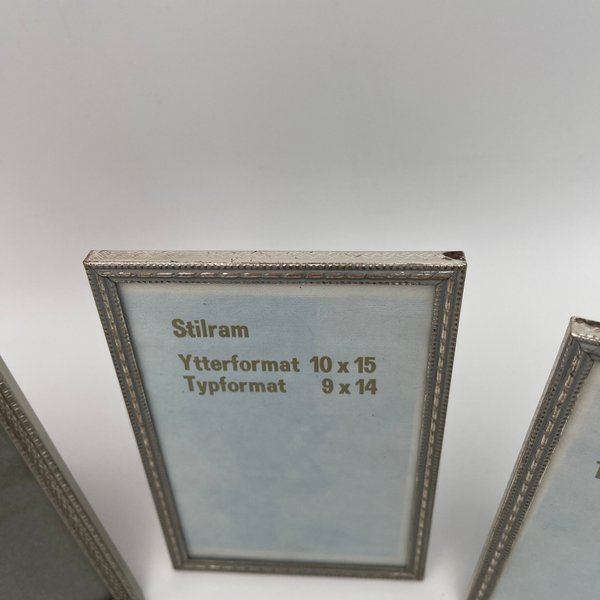 Stilram
Ytterformat 10 x 15
Typformat 9 x 14